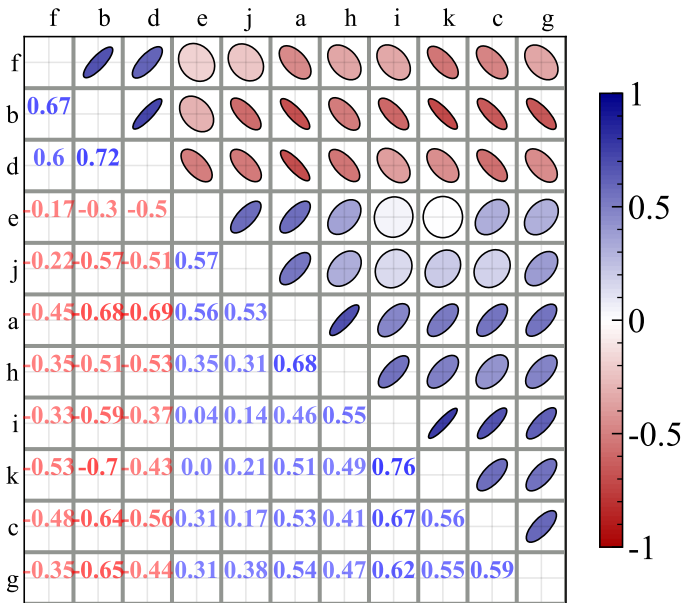 f b d e j a h i k c g
f
b 0.67
d 0.6 0.72
e -0.17 -0.3 -0.5
j -0.22 -0.57 -0.51 0.57
a -0.45 -0.68 -0.69 0.56 0.53
h -0.35 -0.51 -0.53 0.35 0.31 0.68
i -0.33 -0.59 -0.37 0.04 0.14 0.46 0.55
k -0.53 -0.7 -0.43 0.0 0.21 0.51 0.49 0.76
c -0.48 -0.64 -0.56 0.31 0.17 0.53 0.41 0.67 0.56
g -0.35 -0.65 -0.44 0.31 0.38 0.54 0.47 0.62 0.55 0.59
1
0.5
0
-0.5
-1